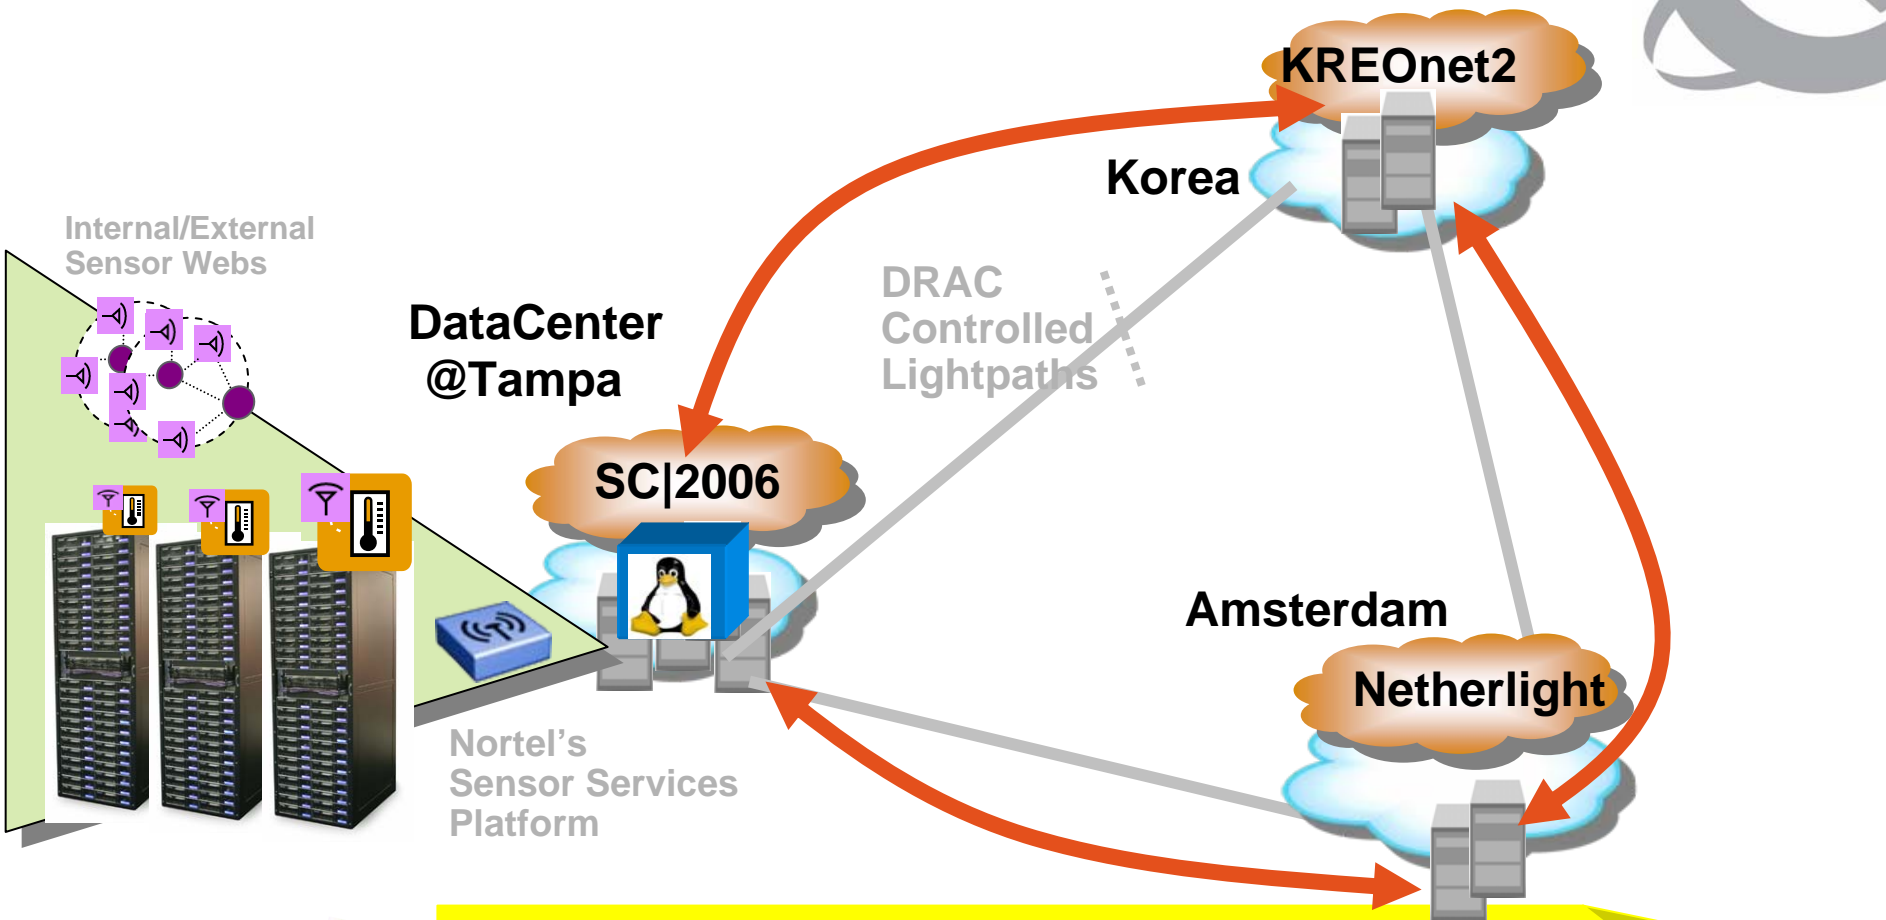 KREOnet2
Korea
Internal/External
Sensor Webs
DRAC
Controlled
Lightpaths
DataCenter
@Tampa
SC|2006
Amsterdam
Netherlight
Nortel’s
Sensor Services
Platform